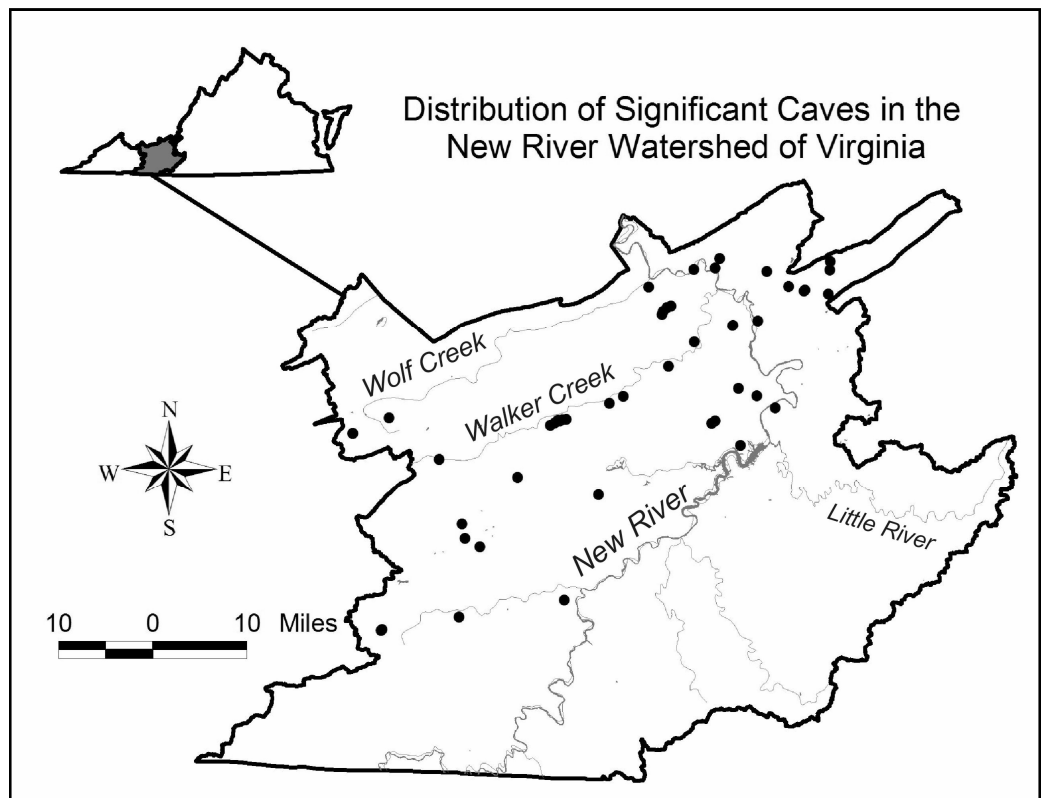 Distribution of Significant Caves in the
New River Watershed of Virginia
Wolf Creek
Walker Creek
N
W E
S
New River
Little River
10 0 10 Miles